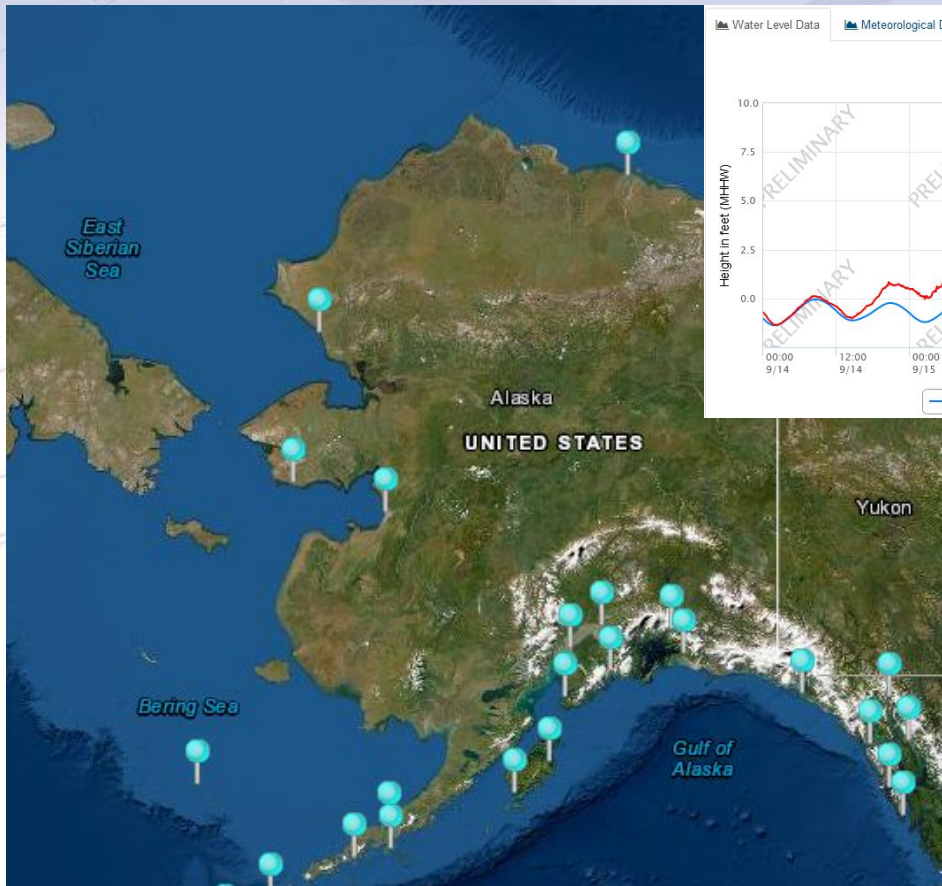 Water Level Data
Meteorological D
10.0
7.5
5.0
2.5
0.0
Height in feet (MHHW)
PRELIMINARY
PREL
PRELIMINARY
REL
00:00
9/14
12:00
9/14
00:00
9/15
East
Siberian
Sea
Alaska
UNITED STATES
Yukon
Bering Sea
Gulf of
Alaska